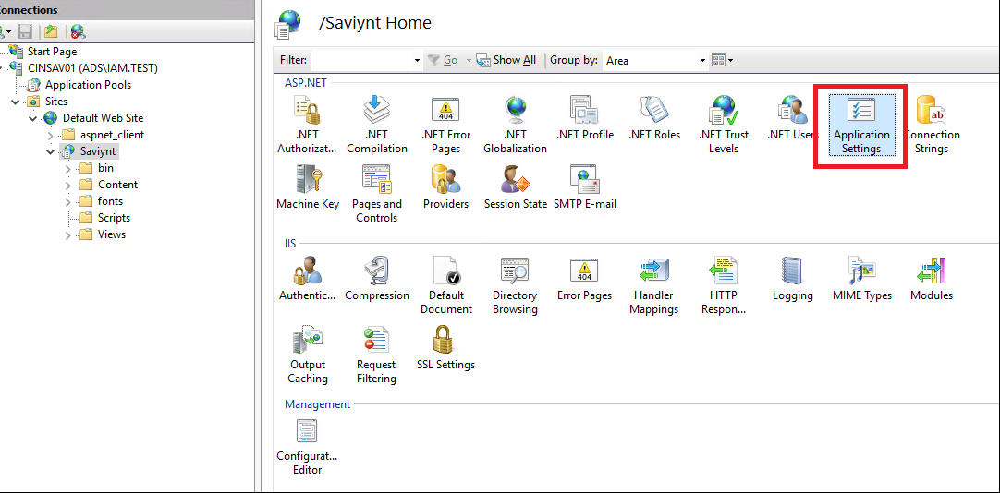 Connections
/Saviynt Home
Filter: Go Show All Group by: Area
Start Page
CINSAV01 (ADS\IAM.TEST)
Application Pools
Sites
Default Web Site
aspnet_client
Saviynt
bin
Content
fonts
Scripts
Views
ASP.NET
.NET Authorizat...
.NET Compilation
404
.NET Error Pages
.NET Globalization
.NET Profile
.NET Roles
.NET Trust Levels
.NET Users
Application Settings
ab
Connection Strings
Machine Key
Pages and Controls
Providers
Session State
SMTP E-mail
IIS
Authentic...
Compression
Default Document
Directory Browsing
404
Error Pages
Handler Mappings
HTTP Respon...
Logging
MIME Types
Modules
Output Caching
Request Filtering
SSL Settings
Management
Configurat... Editor